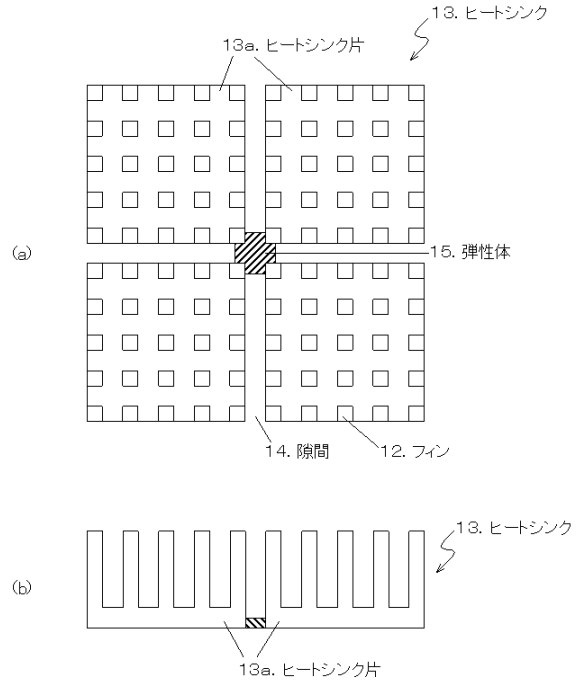 13. ヒートシンク
13a. ヒートシンク片
(a)
15. 弾性体
14. 隙間
12. フィン
13. ヒートシンク
(b)
13a. ヒートシンク片